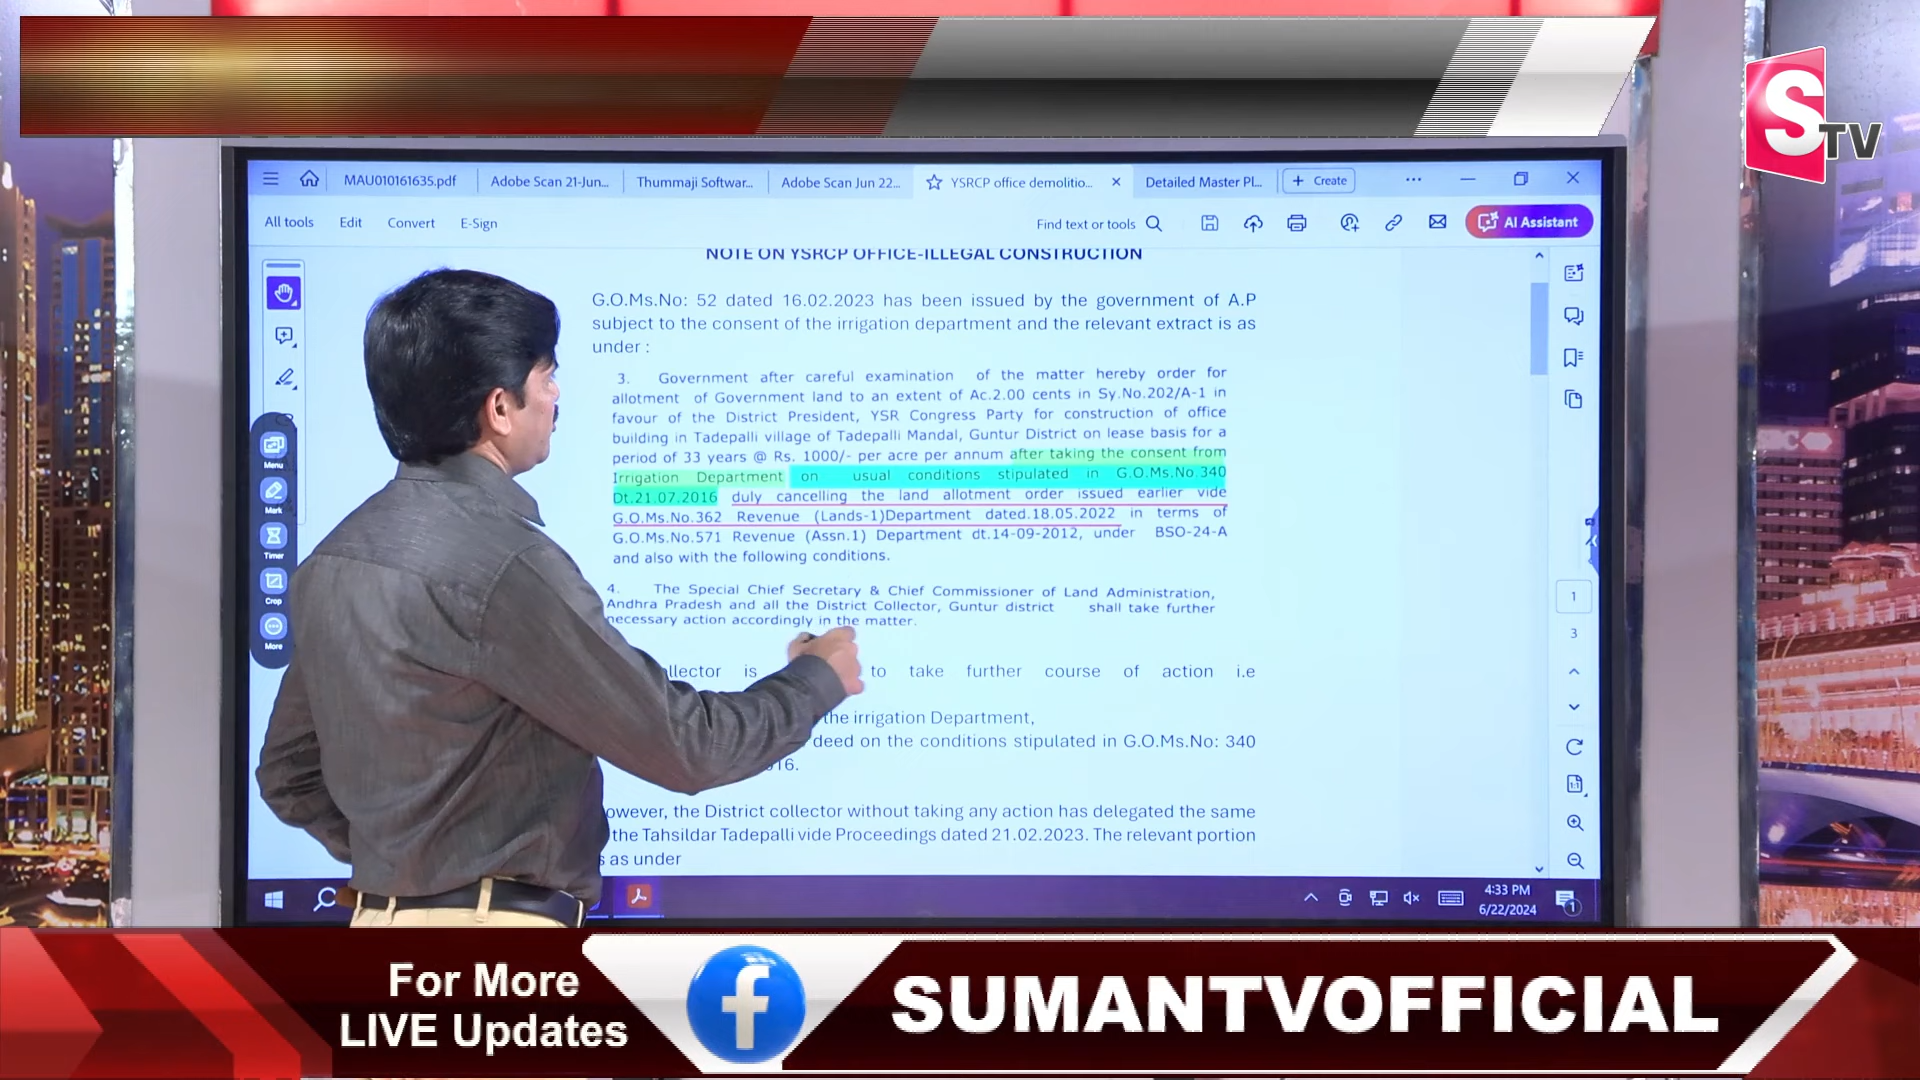 S TV
MAU010161635.pdf
Adobe Scan 21-Jun...
Thummaji Softwar...
Adobe Scan Jun 22...
YSRCP office demolitio...
Detailed Master Pl...
+ Create
All tools Edit Convert E-Sign
Find text or tools
AI Assistant
NOTE ON YSRCP OFFICE-ILLEGAL CONSTRUCTION
G.O.Ms.No: 52 dated 16.02.2023 has been issued by the government of A.P
subject to the consent of the irrigation department and the relevant extract is as
under :
3. Government after careful examination of the matter hereby order for
allotment of Government land to an extent of Ac.2.00 cents in Sy.No.202/A-1 in
favour of the District President, YSR Congress Party for construction of office
building in Tadepalli village of Tadepalli Mandal, Guntur District on lease basis for a
period of 33 years @ Rs. 1000/- per acre per annum after taking the consent from
Irrigation Department on usual conditions stipulated in G.O.Ms.No.340
Dt.21.07.2016 duly cancelling the land allotment order issued earlier vide
G.O.Ms.No.362 Revenue (Lands-1)Department dated.18.05.2022 in terms of
G.O.Ms.No.571 Revenue (Assn.1) Department dt.14-09-2012, under BSO-24-A
and also with the following conditions.
4. The Special Chief Secretary & Chief Commissioner of Land Administration,
Andhra Pradesh and all the District Collector, Guntur district shall take further
necessary action accordingly in the matter.
is to take further course of action i.e
the irrigation Department,
deed on the conditions stipulated in G.O.Ms.No: 340
the District collector without taking any action has delegated the same
the Tahsildar Tadepalli vide Proceedings dated 21.02.2023. The relevant portion
as under
Menu
Mark
Timer
Crop
More
1
3
4:33 PM
6/22/2024
1
For More
LIVE Updates
f
SUMANTVOFFICIAL